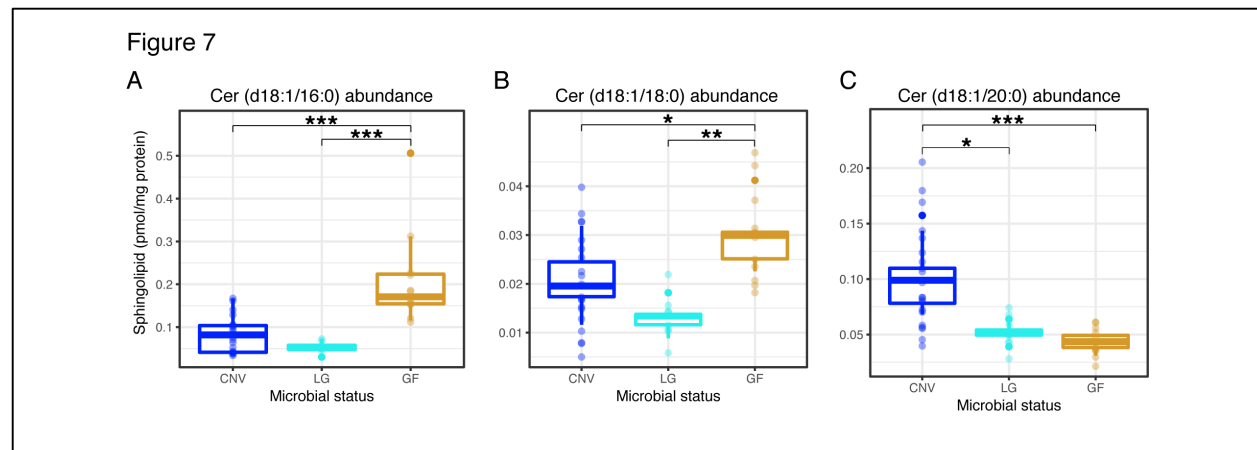 Figure 7
A
Cer (d18:1/16:0) abundance
***
***
Sphingolipid (pmol/mg protein)
0.5
0.4
0.3
0.2
0.1
CNV LG GF
Microbial status
B
Cer (d18:1/18:0) abundance
*
**
0.04
0.03
0.02
0.01
CNV LG GF
Microbial status
C
Cer (d18:1/20:0) abundance
***
*
0.20
0.15
0.10
0.05
CNV LG GF
Microbial status